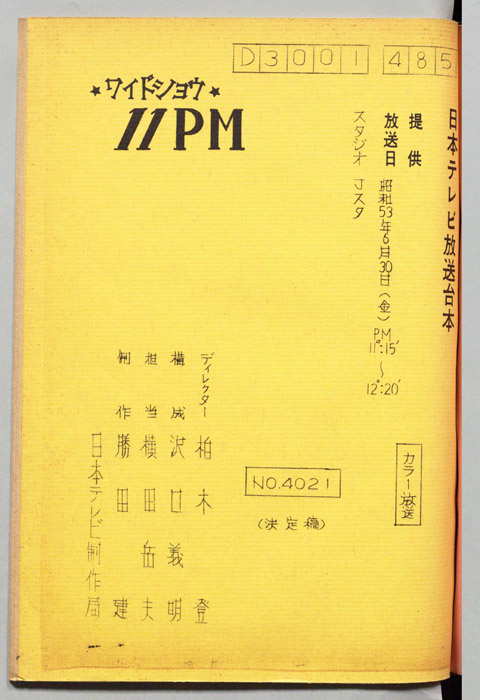 D3001 485
★ワイドショウ★
11PM
日本テレビ放送台本
提供
放送日 昭和53年6月30日(金) PM 11°:15′〜12°:20′
スタジオ Jスタ
カラー放送
NO.4021
(決定稿)
ディレクター 柏木 登
構成 沢口義明
担当 横田岳夫
制作 勝田建
日本テレビ制作局